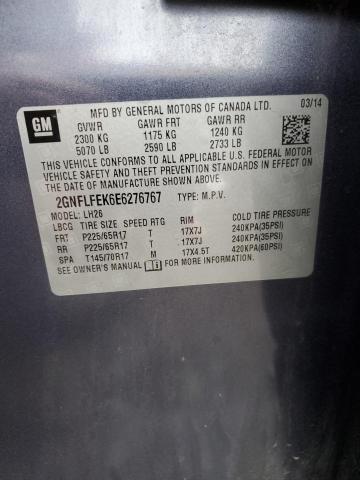 GM
MFD BY GENERAL MOTORS OF CANADA LTD. 03/14
GVWR GAWR FRT GAWR RR
2300 KG 1175 KG 1240 KG
5070 LB 2590 LB 2733 LB
THIS VEHICLE CONFORMS TO ALL APPLICABLE U.S. FEDERAL MOTOR
VEHICLE SAFETY AND THEFT PREVENTION STANDARDS IN EFFECT
ON THE DATE OF MANUFACTURE SHOWN ABOVE.
2GNFLFEK6E6276767 TYPE: M.P.V.
MODEL: LH26
LBCG TIRE SIZE SPEED RTG RIM COLD TIRE PRESSURE
FRT P225/65R17 T 17X7J 240KPA(35PSI)
RR P225/65R17 T 17X7J 240KPA(35PSI)
SPA T145/70R17 M 17X4.5T 420KPA(60PSI)
SEE OWNER'S MANUAL FOR MORE INFORMATION.